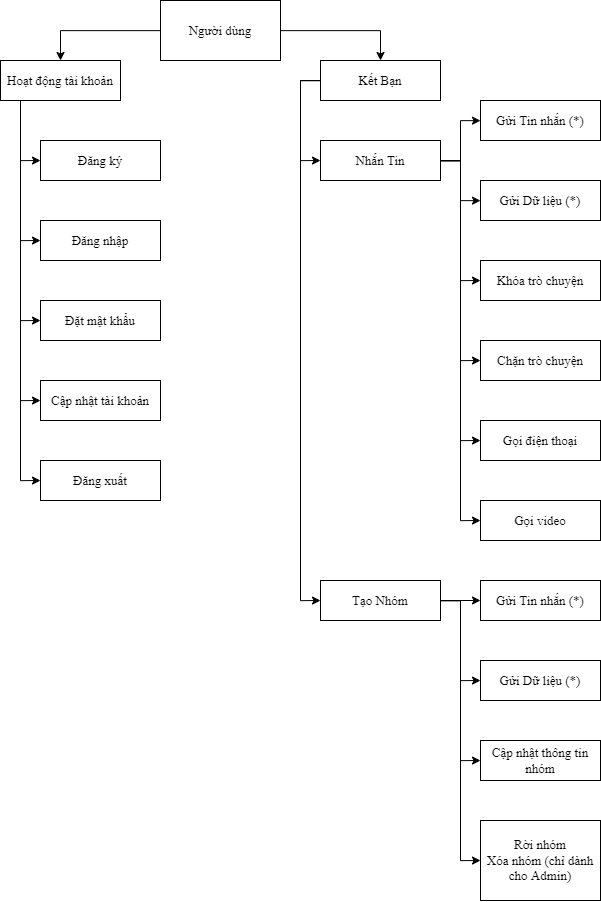 Người dùng
Hoạt động tài khoản
Đăng ký
Đăng nhập
Đặt mật khẩu
Cập nhật tài khoản
Đăng xuất
Kết Bạn
Nhắn Tin
Gửi Tin nhắn (*)
Gửi Dữ liệu (*)
Khóa trò chuyện
Chặn trò chuyện
Gọi điện thoại
Gọi video
Tạo Nhóm
Gửi Tin nhắn (*)
Gửi Dữ liệu (*)
Cập nhật thông tin
nhóm
Rời nhóm
Xóa nhóm (chỉ dành
cho Admin)